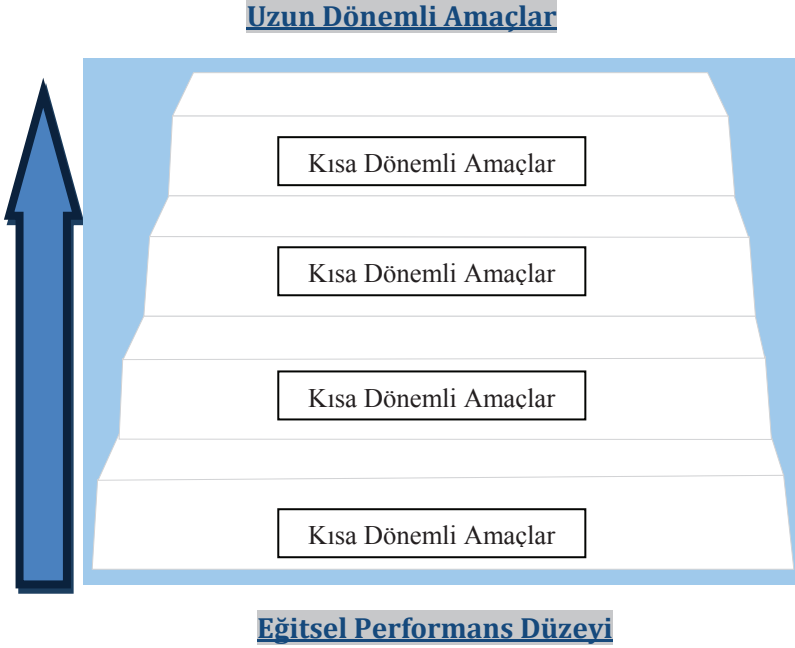 Uzun Dönemli Amaçlar
Kısa Dönemli Amaçlar
Kısa Dönemli Amaçlar
Kısa Dönemli Amaçlar
Kısa Dönemli Amaçlar
Eğitsel Performans Düzeyi